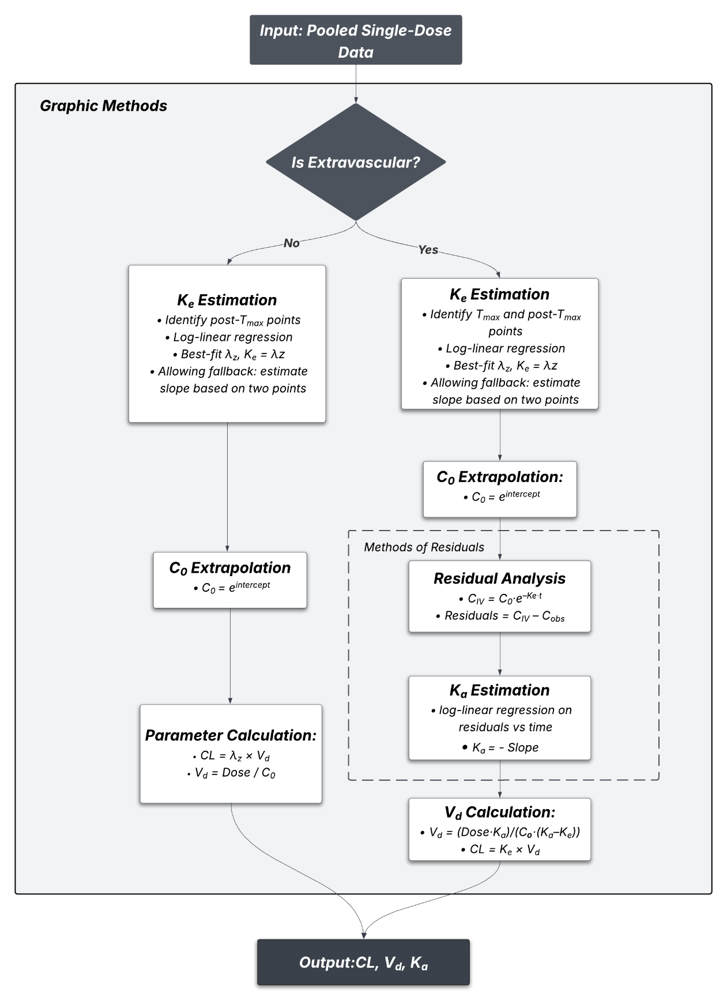 Input: Pooled Single-Dose
Data
Graphic Methods
Is Extravascular?
No
Yes
Kₑ Estimation
• Identify post-Tmax points
• Log-linear regression
• Best-fit λz, Kₑ = λz
• Allowing fallback: estimate
slope based on two points
Kₑ Estimation
• Identify Tmax and post-Tmax
points
• Log-linear regression
• Best-fit λz, Kₑ = λz
• Allowing fallback: estimate
slope based on two points
C₀ Extrapolation:
• C₀ = e^intercept
Methods of Residuals
C₀ Extrapolation
• C₀ = e^intercept
Residual Analysis
• CIV = C₀·e^–Ke·t
• Residuals = CIV – Cobs
Kₐ Estimation
• log-linear regression on
residuals vs time
• Kₐ = - Slope
Parameter Calculation:
• CL = λz × Vd
• Vd = Dose / C₀
Vd Calculation:
• Vd = (Dose·Kₐ)/(C₀·(Kₐ–Kₑ))
• CL = Kₑ × Vd
Output:CL, Vd, Kₐ